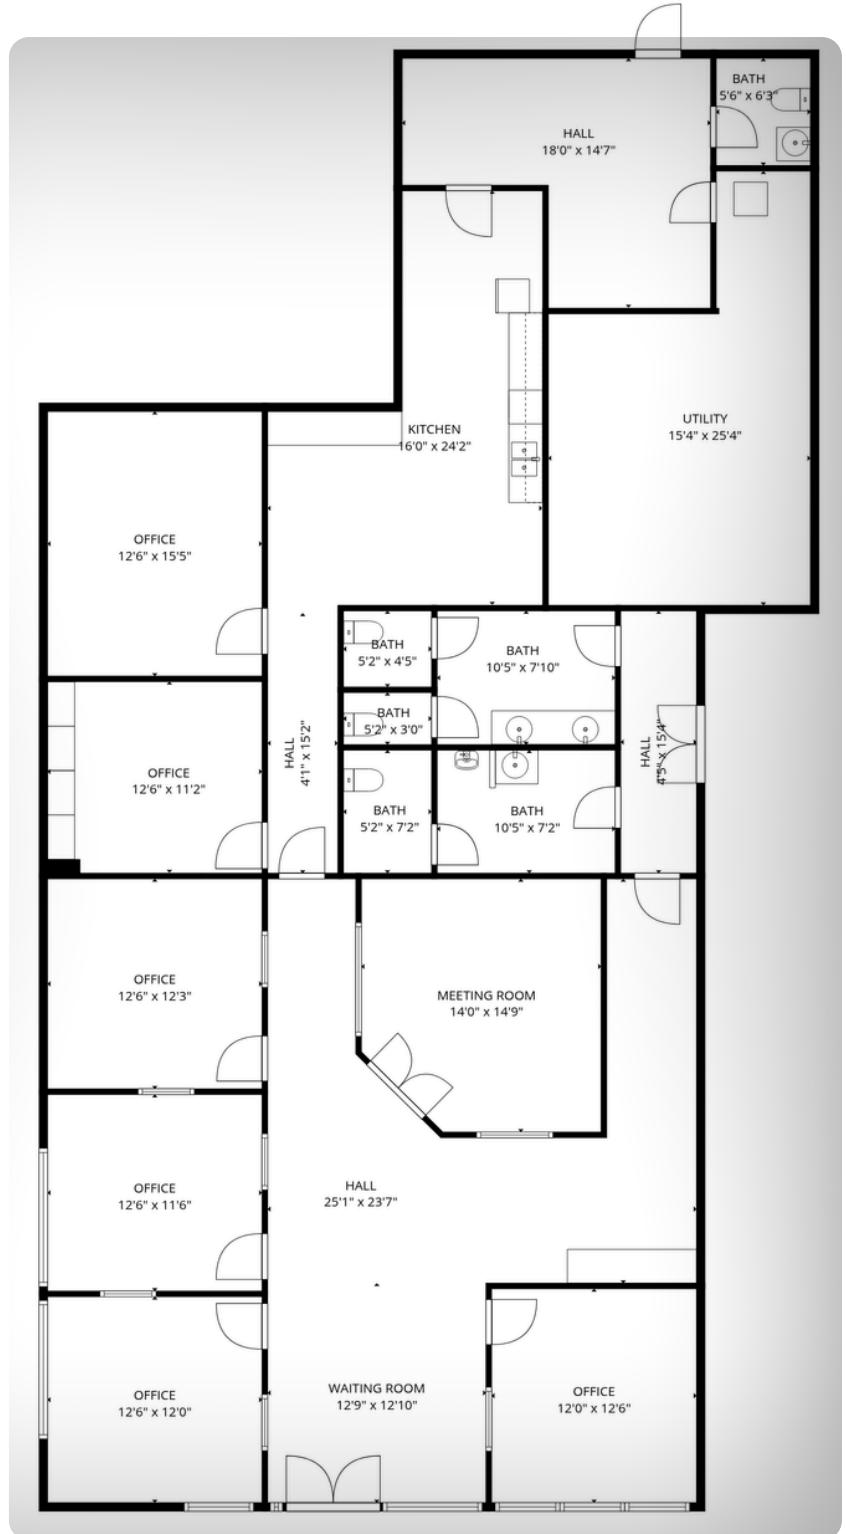 BATH
5'6" x 6'3"
HALL
18'0" x 14'7"
UTILITY
15'4" x 25'4"
KITCHEN
16'0" x 24'2"
OFFICE
12'6" x 15'5"
BATH
5'2" x 4'5"
BATH
10'5" x 7'10"
BATH
5'2" x 3'0"
HALL
4'1" x 15'2"
HALL
4'5" x 15'4"
OFFICE
12'6" x 11'2"
BATH
5'2" x 7'2"
BATH
10'5" x 7'2"
OFFICE
12'6" x 12'3"
MEETING ROOM
14'0" x 14'9"
OFFICE
12'6" x 11'6"
HALL
25'1" x 23'7"
OFFICE
12'6" x 12'0"
WAITING ROOM
12'9" x 12'10"
OFFICE
12'0" x 12'6"